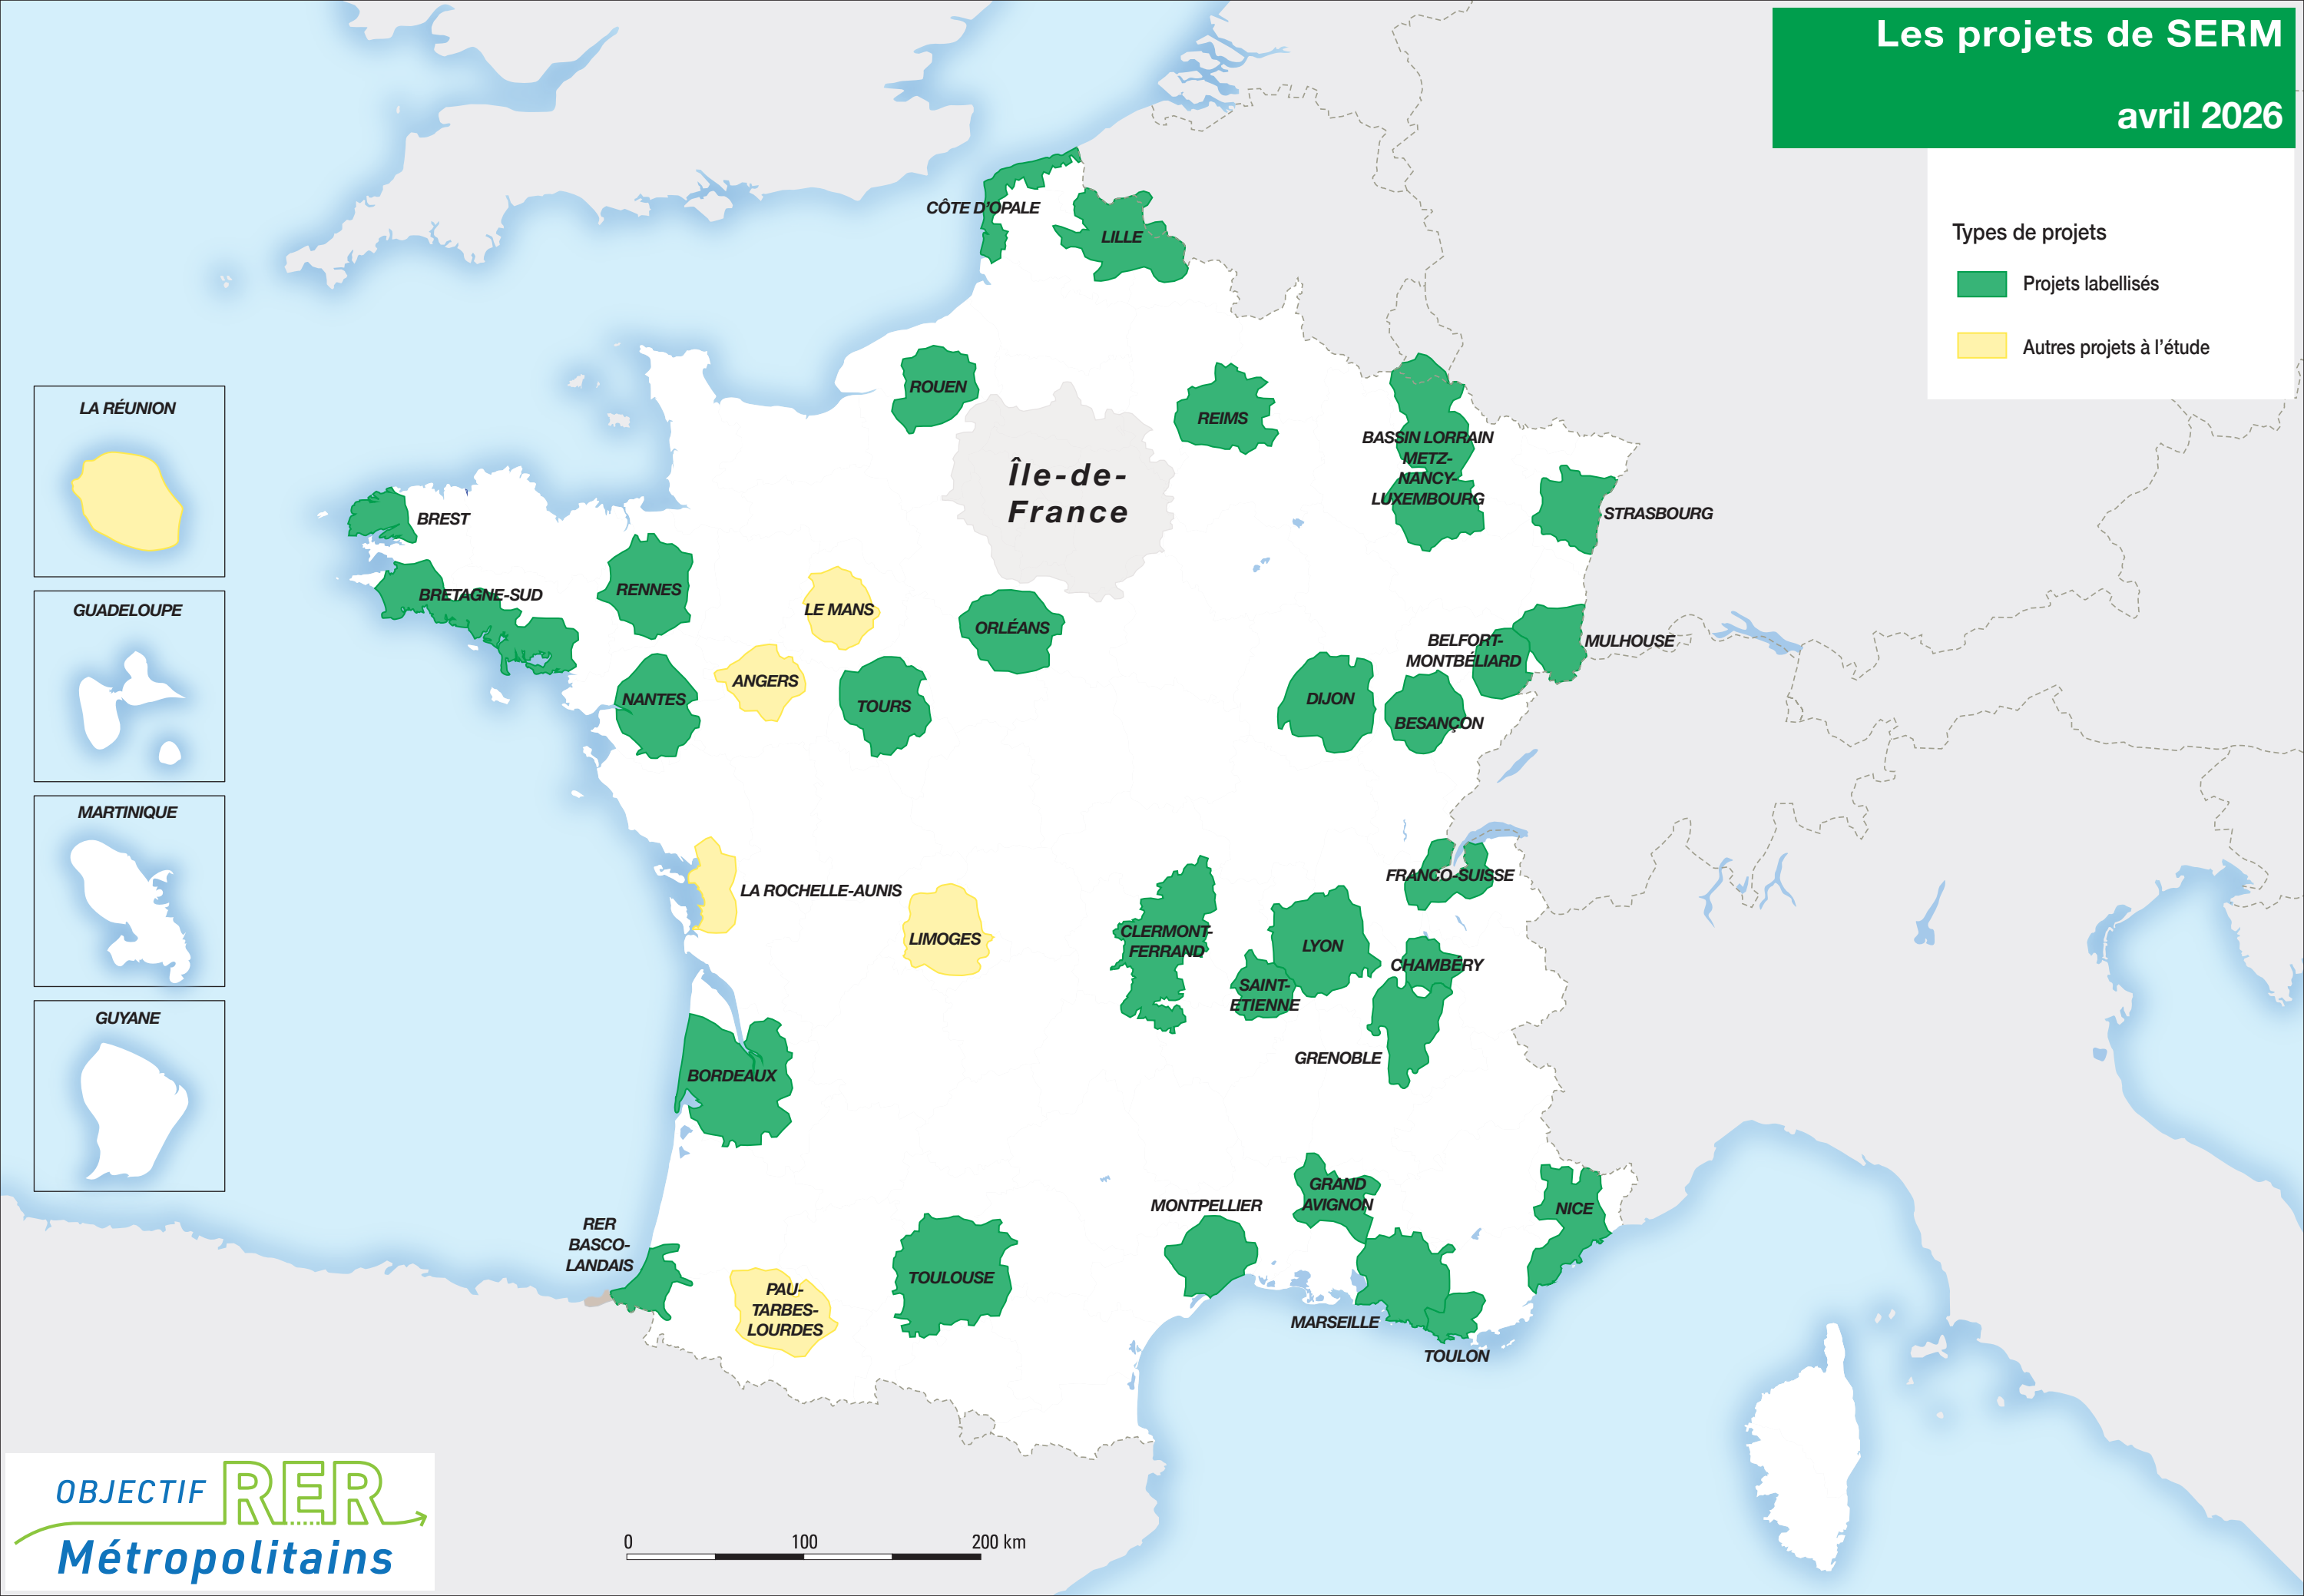 Les projets de SERM
avril 2026
Types de projets
Projets labellisés
Autres projets à l'étude
CÔTE D'OPALE
LILLE
ROUEN
REIMS
BASSIN LORRAIN
METZ-
NANCY-
LUXEMBOURG
STRASBOURG
Île-de-
France
LA RÉUNION
BREST
BRETAGNE-SUD
RENNES
LE MANS
ORLÉANS
GUADELOUPE
NANTES
ANGERS
TOURS
DIJON
BESANÇON
BELFORT-
MONTBÉLIARD
MULHOUSE
MARTINIQUE
LA ROCHELLE-AUNIS
LIMOGES
CLERMONT-
FERRAND
LYON
SAINT-
ETIENNE
FRANCO-SUISSE
CHAMBÉRY
GRENOBLE
GUYANE
BORDEAUX
RER
BASCO-
LANDAIS
PAU-
TARBES-
LOURDES
TOULOUSE
MONTPELLIER
GRAND
AVIGNON
NICE
MARSEILLE
TOULON
OBJECTIF RER
Métropolitains
0 100 200 km